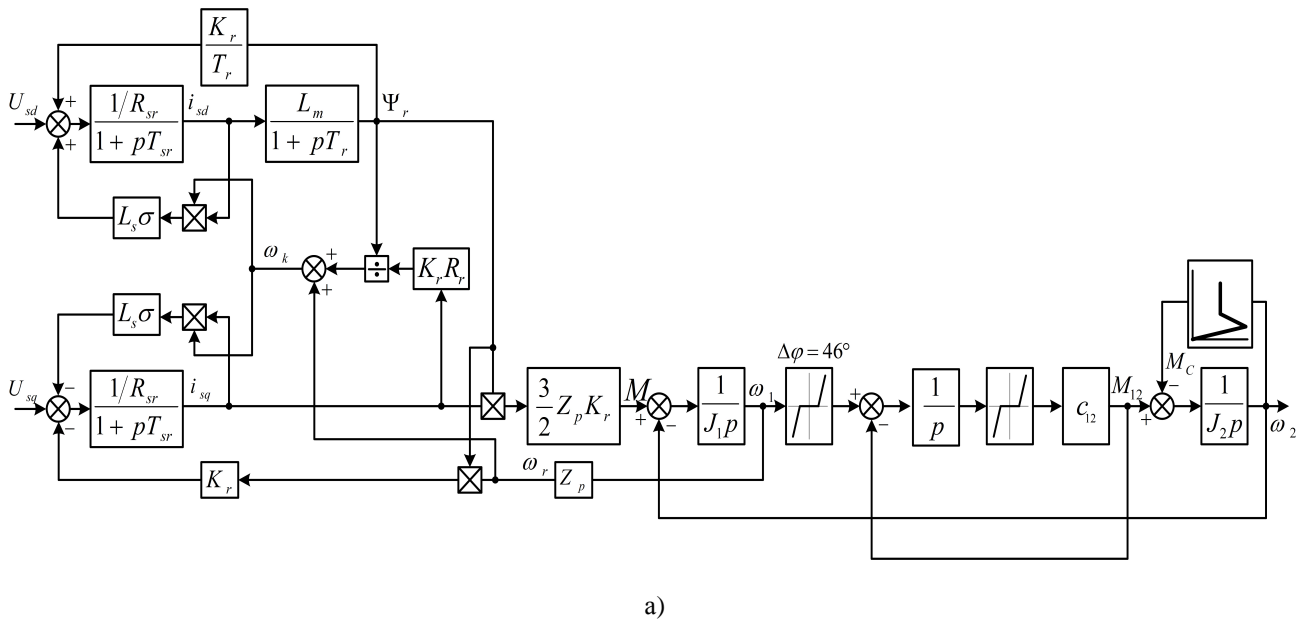 K_r
T_r
U_sd
+
+
1/R_sr
1 + pT_sr
i_sd
L_m
1 + pT_r
Ψ_r
L_sσ
ω_k
+
+
÷
K_rR_r
L_sσ
U_sq
−
−
1/R_sr
1 + pT_sr
i_sq
3
2
Z_pK_r
M
+
−
1
J_1p
ω_1
Δφ = 46°
+
−
1
p
c_12
M_12
M_C
−
+
1
J_2p
ω_2
K_r
ω_r
Z_p
a)